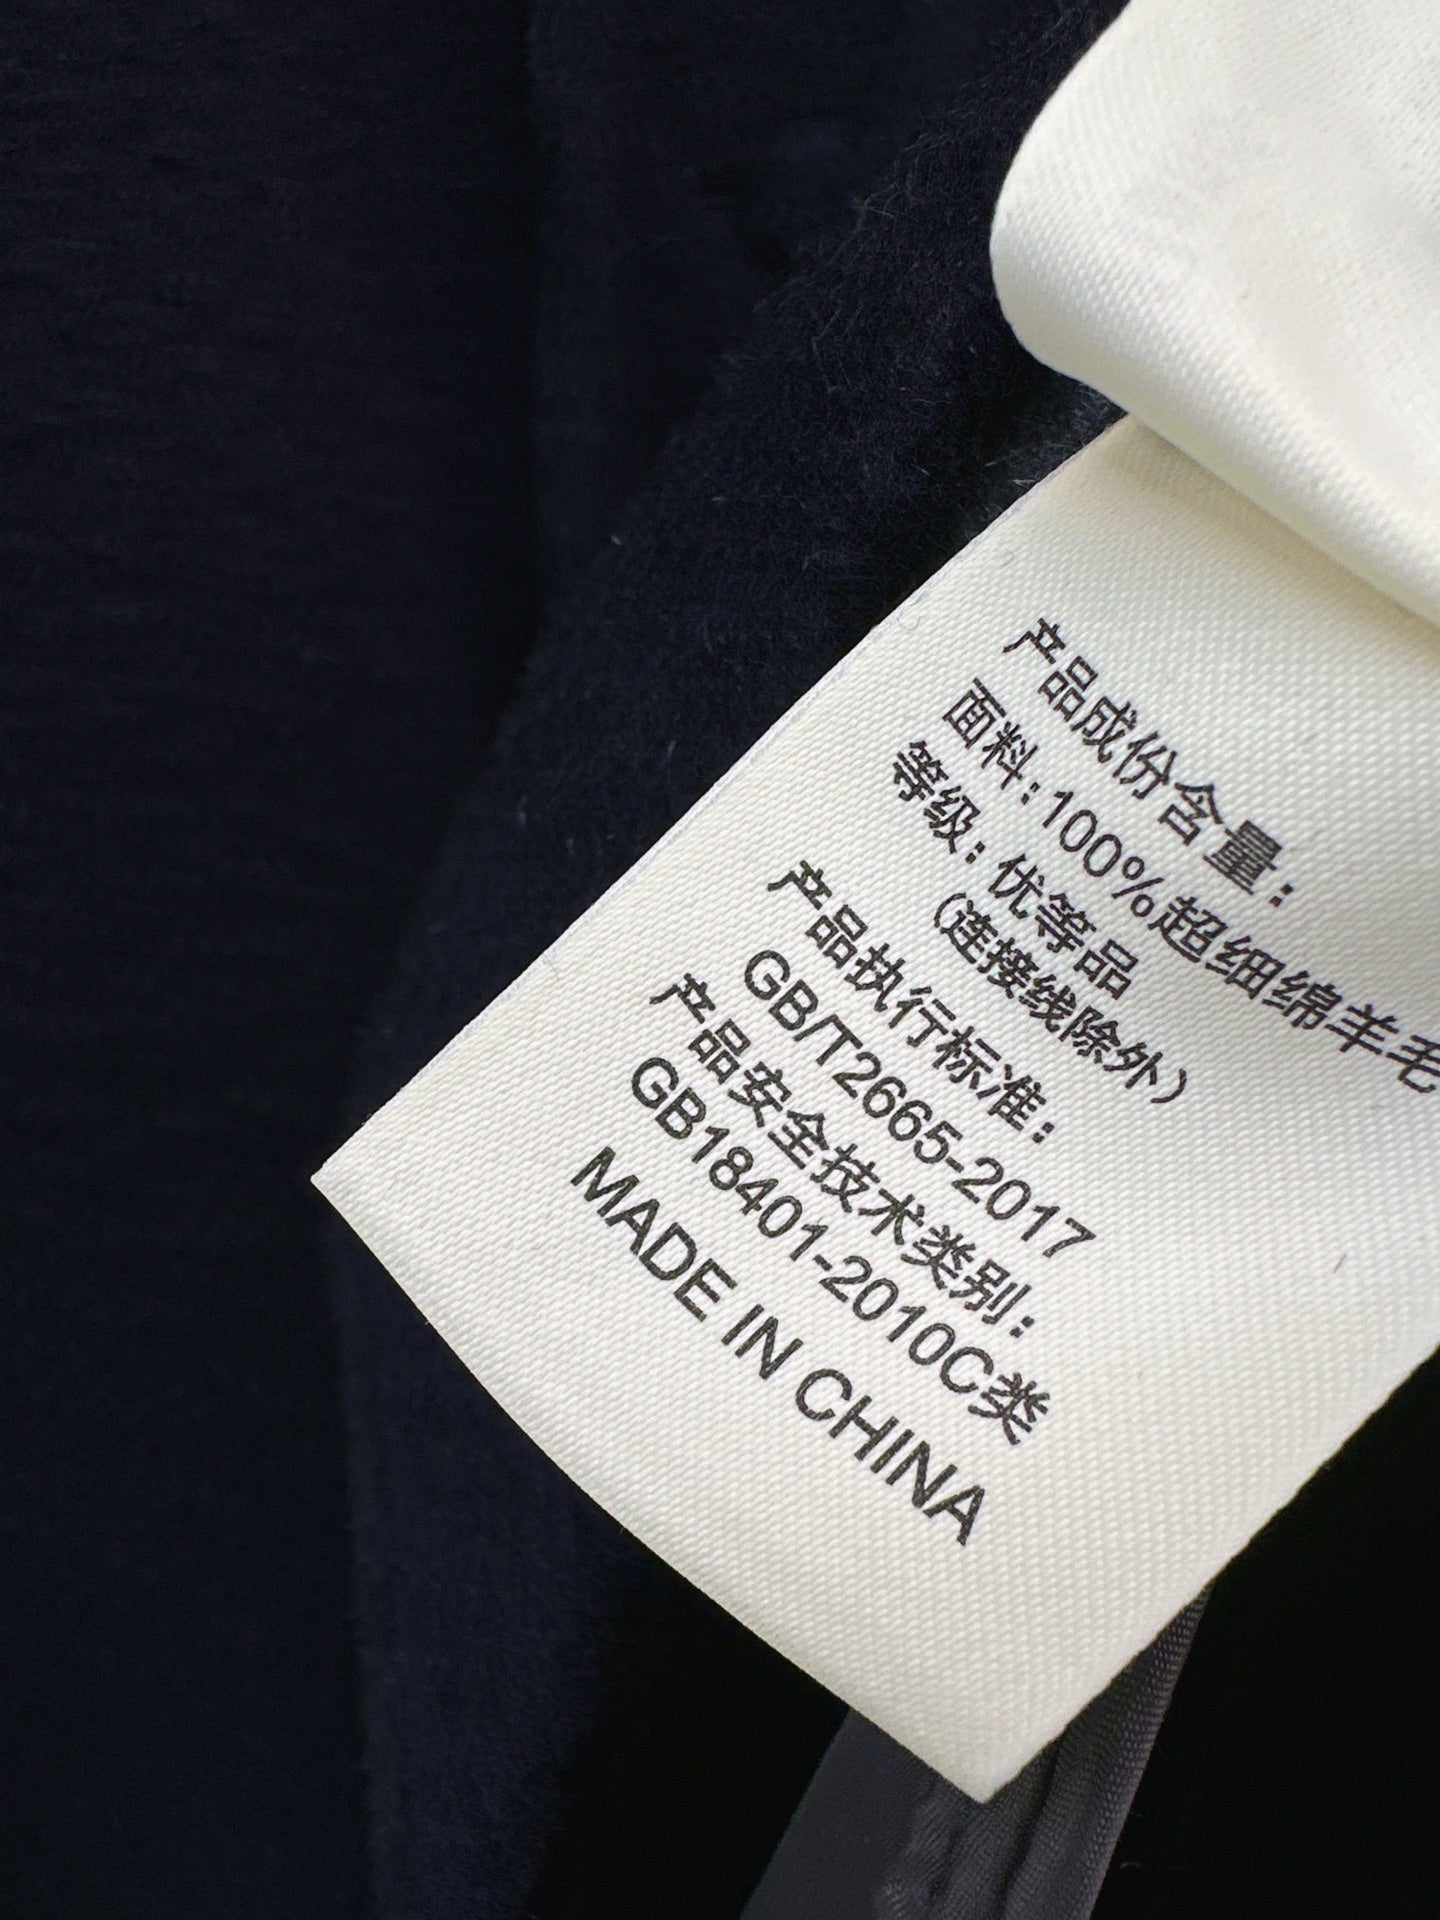 产品成份含量:
面料:100%超细绵羊毛
等级:优等品
(连接线除外)
产品执行标准:
GB/T2665-2017
产品安全技术类别:
GB18401-2010C类
MADE IN CHINA